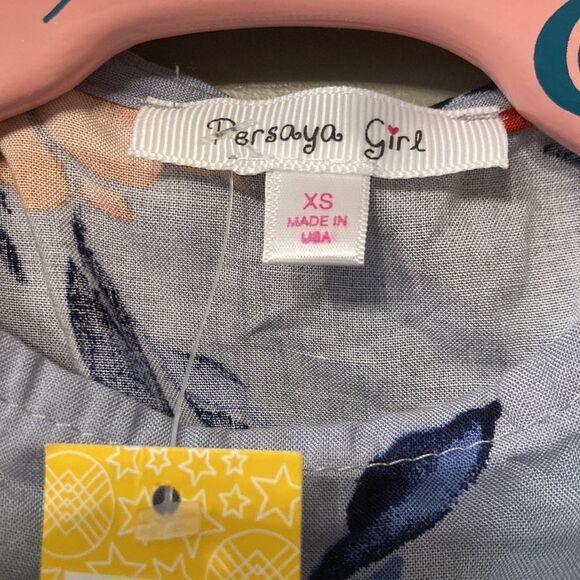 Persaya Girl
XS
MADE IN
USA